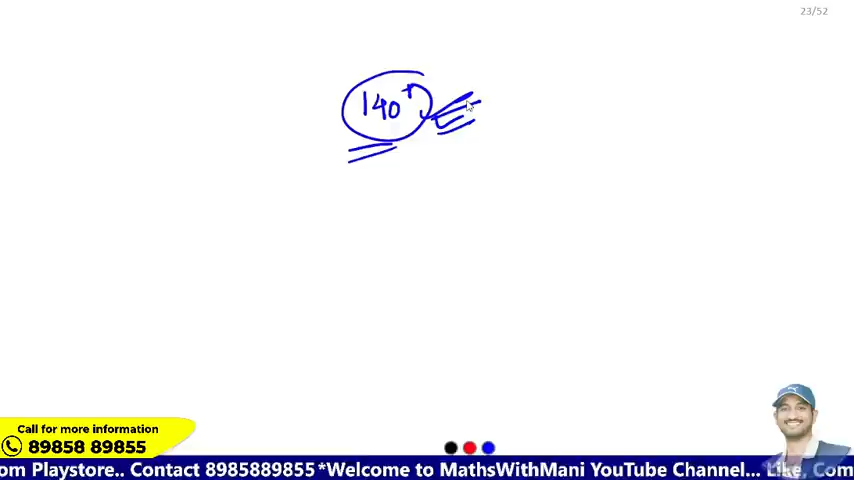 23/52
140+
Call for more information
89858 89855
om Playstore.. Contact 8985889855*Welcome to MathsWithMani YouTube Channel... Like, Com